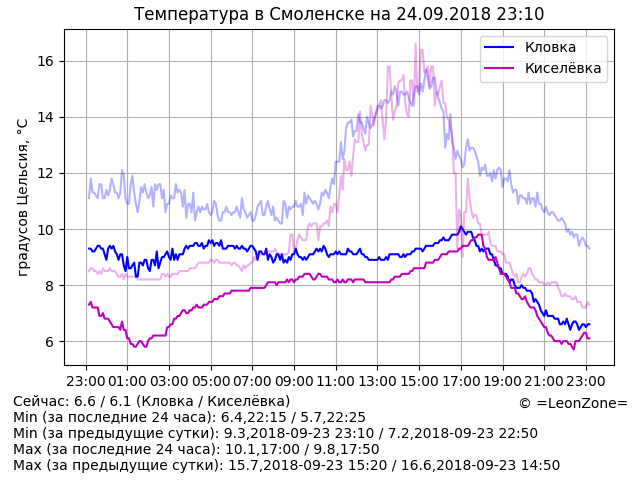 Температура в Смоленске на 24.09.2018 23:10
Кловка
Киселёвка
градусов Цельсия, °C
16
14
12
10
8
6
23:00 01:00 03:00 05:00 07:00 09:00 11:00 13:00 15:00 17:00 19:00 21:00 23:00
Сейчас: 6.6 / 6.1 (Кловка / Киселёвка)
© =LeonZone=
Min (за последние 24 часа): 6.4,22:15 / 5.7,22:25
Min (за предыдущие сутки): 9.3,2018-09-23 23:10 / 7.2,2018-09-23 22:50
Max (за последние 24 часа): 10.1,17:00 / 9.8,17:50
Max (за предыдущие сутки): 15.7,2018-09-23 15:20 / 16.6,2018-09-23 14:50